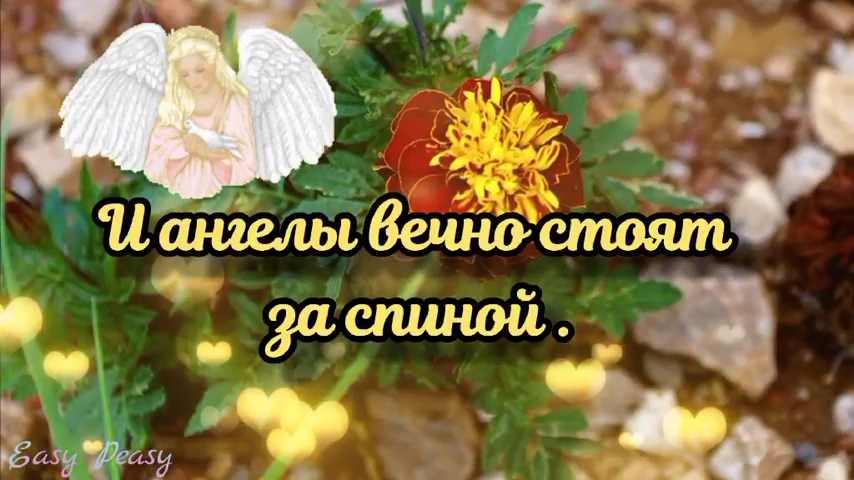 И ангелы вечно стоят
за спиной .
Easy Peasy